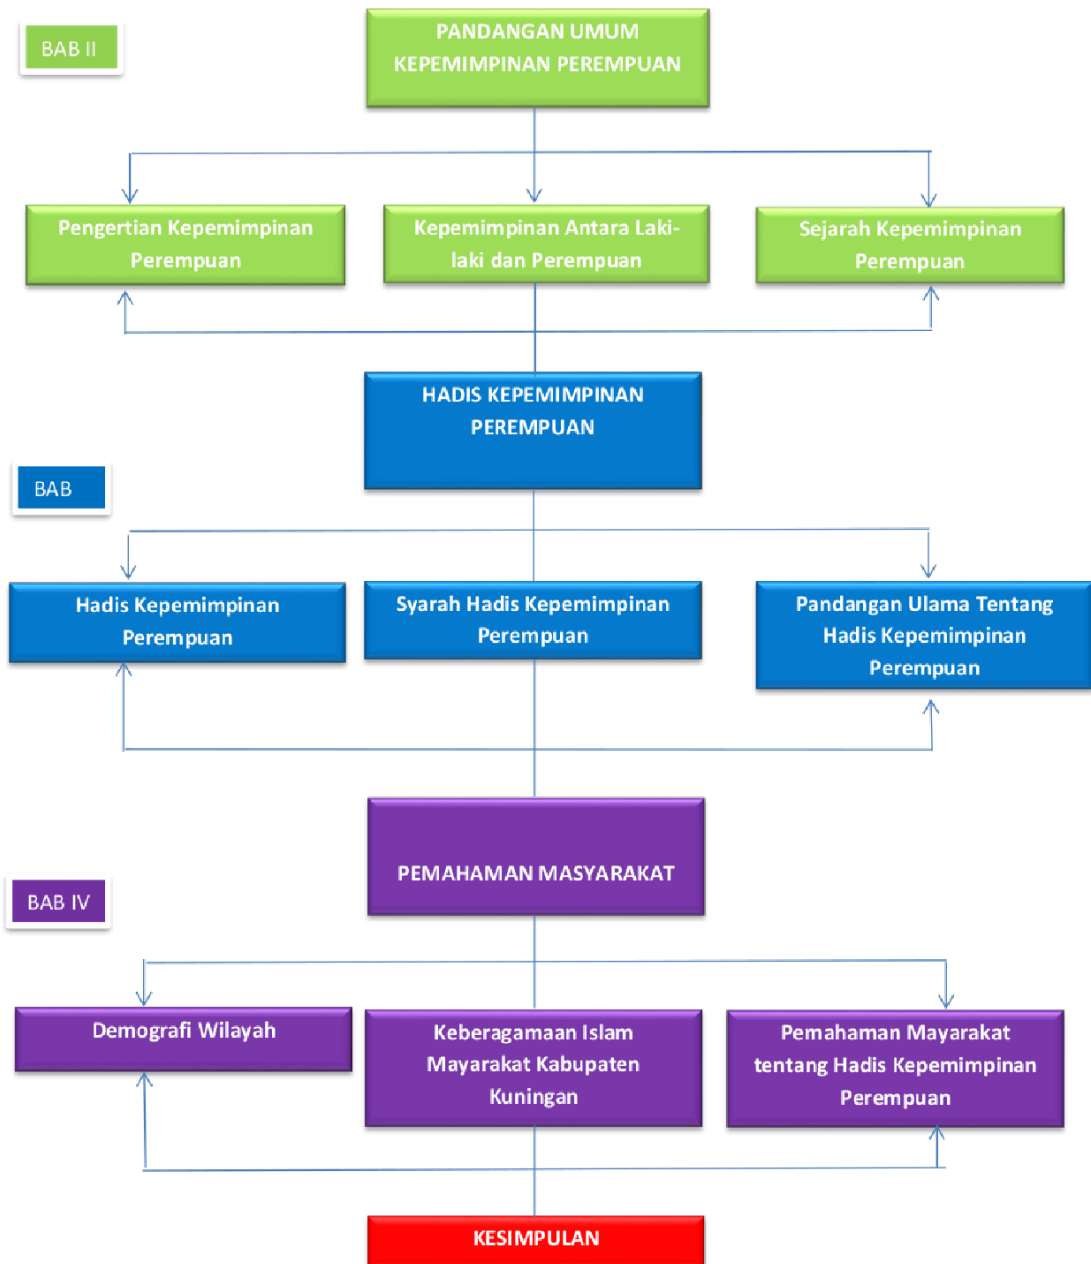 BAB II
PANDANGAN UMUM
KEPEMIMPINAN PEREMPUAN
Pengertian Kepemimpinan
Perempuan
Kepemimpinan Antara Laki-
laki dan Perempuan
Sejarah Kepemimpinan
Perempuan
HADIS KEPEMIMPINAN
PEREMPUAN
BAB
Hadis Kepemimpinan
Perempuan
Syarah Hadis Kepemimpinan
Perempuan
Pandangan Ulama Tentang
Hadis Kepemimpinan
Perempuan
PEMAHAMAN MASYARAKAT
BAB IV
Demografi Wilayah
Keberagamaan Islam
Mayarakat Kabupaten
Kuningan
Pemahaman Mayarakat
tentang Hadis Kepemimpinan
Perempuan
KESIMPULAN